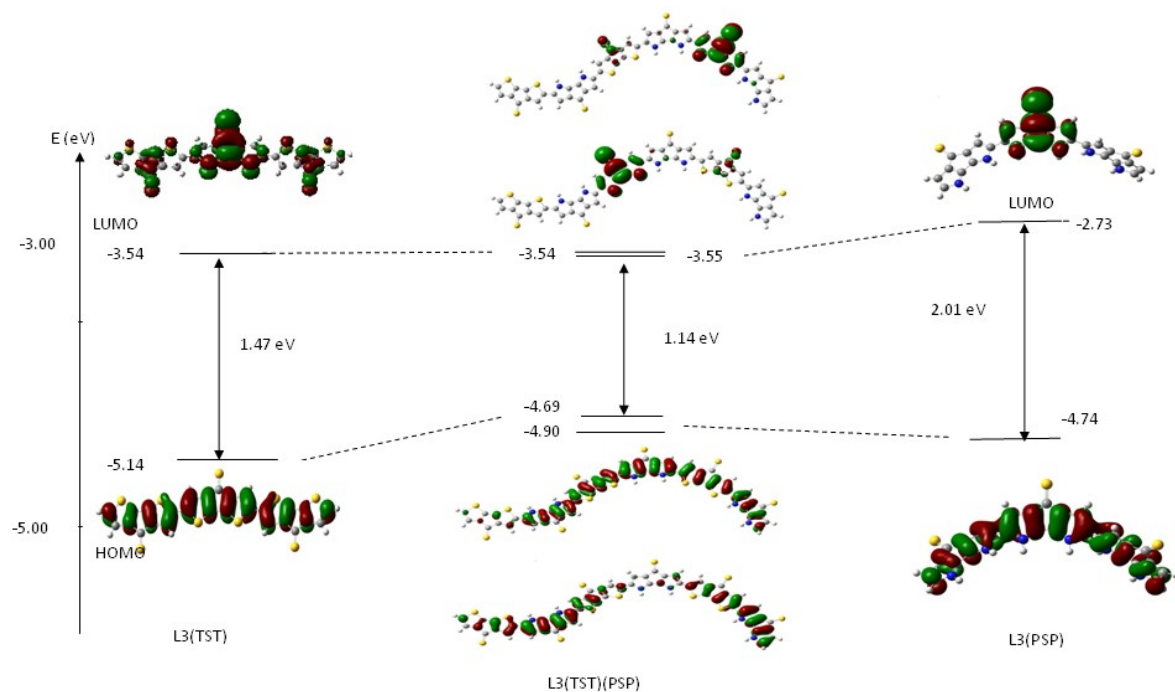 E (eV)
LUMO
LUMO
-3.00
-3.54
-3.54
-3.55
-2.73
1.47 eV
1.14 eV
2.01 eV
-4.69
-4.90
-4.74
-5.14
-5.00
HOMO
L3(TST)
L3(TST)(PSP)
L3(PSP)